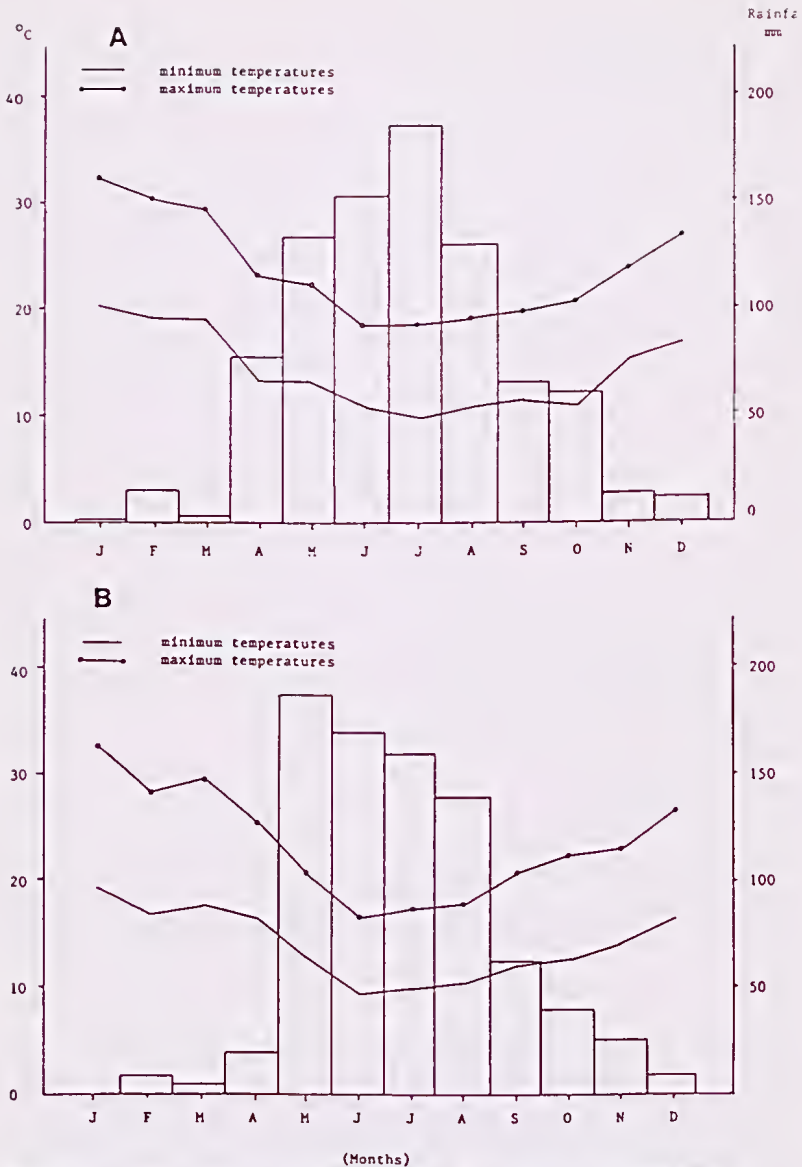 Rainfa
°C A mm
minimum temperatures
maximum temperatures
40 200
30 150
20 100
10 50
0 0
J F M A M J J A S O N D
B
minimum temperatures
maximum temperatures
40 200
30 150
20 100
10 50
0
J F M A M J J A S O N D
(Months)